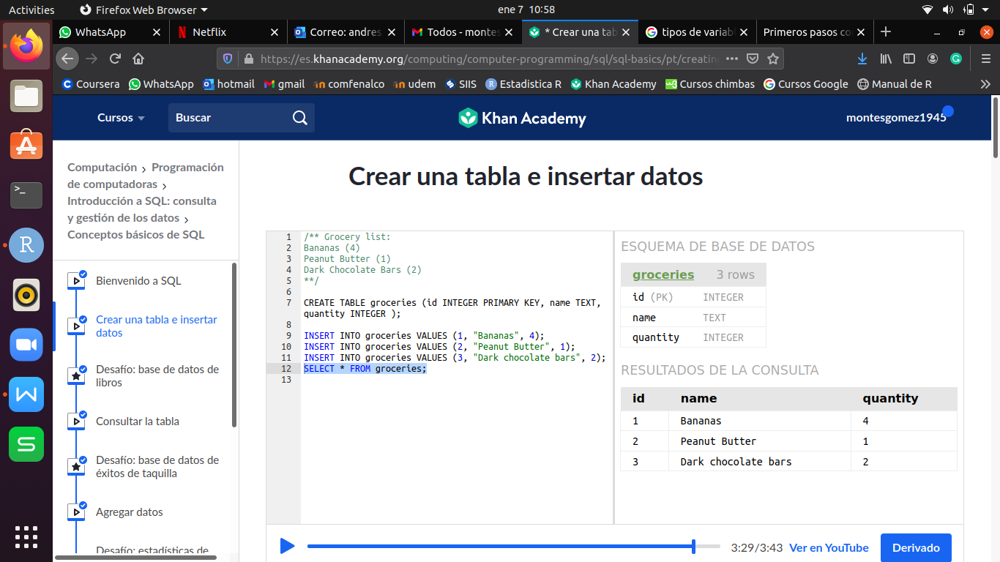 Activities
Firefox Web Browser
ene 7 10:58
WhatsApp
Netflix
Correo: andres
Todos - montes
* Crear una tab
tipos de variab
Primeros pasos co
https://es.khanacademy.org/computing/computer-programming/sql/sql-basics/pt/creatin
Coursera
WhatsApp
hotmail
gmail
comfenalco
udem
SIIS
Estadistica R
Khan Academy
Cursos chimbas
Cursos Google
Manual de R
Cursos
Buscar
Khan Academy
montesgomez1945
Computación > Programación
de computadoras >
Introducción a SQL: consulta
y gestión de los datos >
Conceptos básicos de SQL
Bienvenido a SQL
Crear una tabla e insertar
datos
Desafío: base de datos de
libros
Consultar la tabla
Desafío: base de datos de
éxitos de taquilla
Agregar datos
Desafío: estadísticas de
Crear una tabla e insertar datos
1 /** Grocery list:
2 Bananas (4)
3 Peanut Butter (1)
4 Dark Chocolate Bars (2)
5 **/
6
7 CREATE TABLE groceries (id INTEGER PRIMARY KEY, name TEXT,
quantity INTEGER );
8
9 INSERT INTO groceries VALUES (1, "Bananas", 4);
10 INSERT INTO groceries VALUES (2, "Peanut Butter", 1);
11 INSERT INTO groceries VALUES (3, "Dark chocolate bars", 2);
12 SELECT * FROM groceries;
13
ESQUEMA DE BASE DE DATOS
groceries 3 rows
id (PK) INTEGER
name TEXT
quantity INTEGER
RESULTADOS DE LA CONSULTA
id name quantity
1 Bananas 4
2 Peanut Butter 1
3 Dark chocolate bars 2
3:29/3:43
Ver en YouTube
Derivado